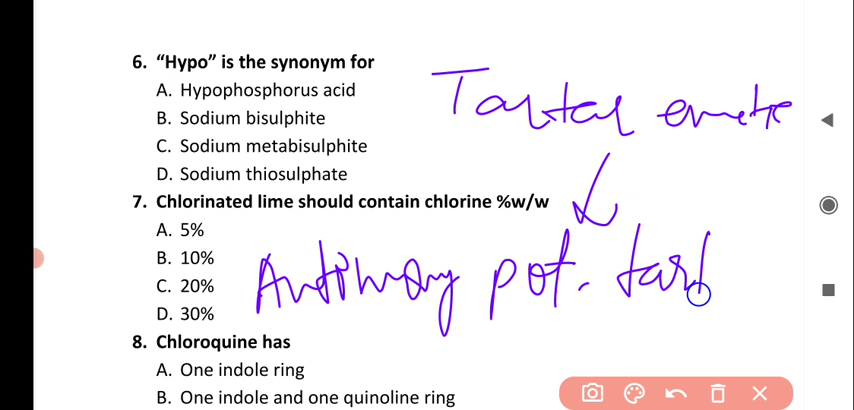 6. “Hypo” is the synonym for
A. Hypophosphorus acid
B. Sodium bisulphite
C. Sodium metabisulphite
D. Sodium thiosulphate
Tartar emetic
7. Chlorinated lime should contain chlorine %w/w
A. 5%
B. 10%
C. 20%
D. 30%
Antimony pot. tart
8. Chloroquine has
A. One indole ring
B. One indole and one quinoline ring